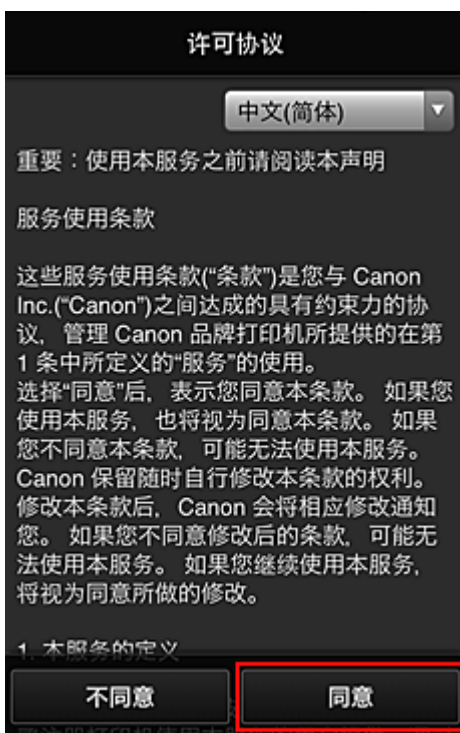 许可协议
中文(简体)
重要：使用本服务之前请阅读本声明
服务使用条款
这些服务使用条款(“条款”)是您与 Canon
Inc.(“Canon”)之间达成的具有约束力的协
议，管理 Canon 品牌打印机所提供的在第
1 条中所定义的“服务”的使用。
选择“同意”后，表示您同意本条款。 如果您
使用本服务，也将视为同意本条款。 如果
您不同意本条款，可能无法使用本服务。
Canon 保留随时自行修改本条款的权利。
修改本条款后，Canon 会将相应修改通知
您。 如果您不同意修改后的条款，可能无
法使用本服务。 如果您继续使用本服务，
将视为同意所做的修改。
1. 本服务的定义
不同意
同意